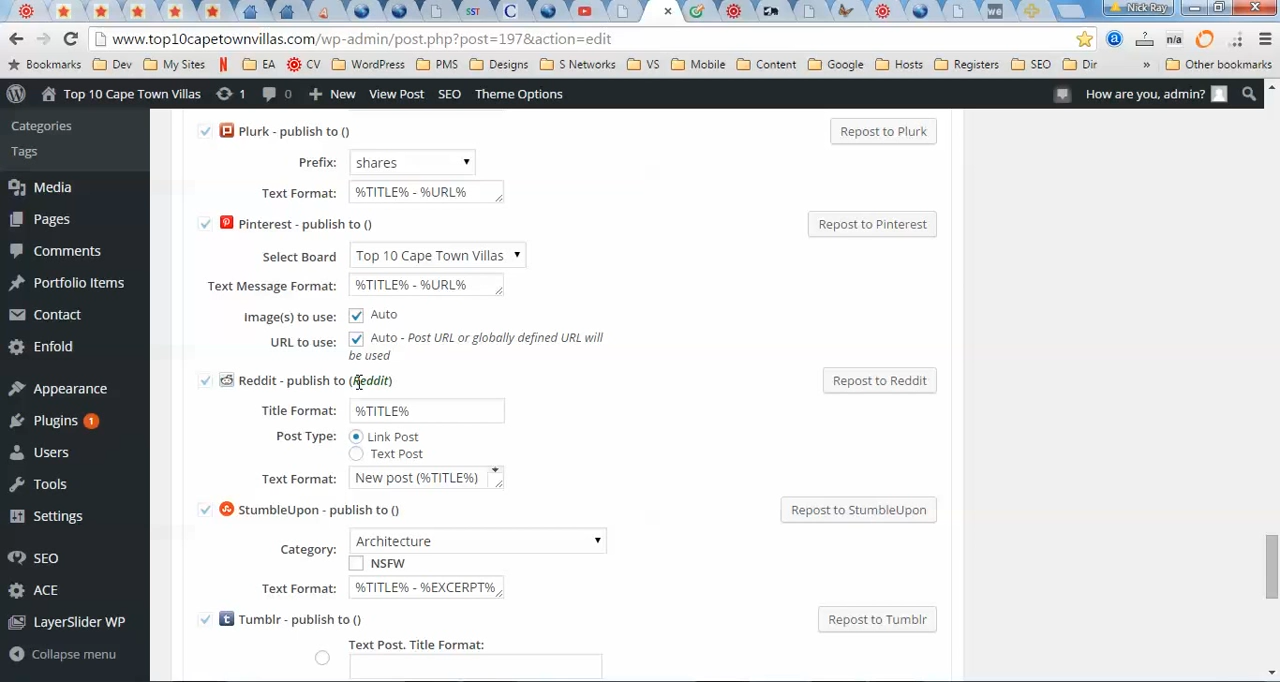 SST
C
we
Nick Ray
www.top10capetownvillas.com/wp-admin/post.php?post=197&action=edit
n/a
Bookmarks
Dev
My Sites
EA
CV
WordPress
PMS
Designs
S Networks
VS
Mobile
Content
Google
Hosts
Registers
SEO
Dir
»
Other bookmarks
Top 10 Cape Town Villas
1
0
+ New
View Post
SEO
Theme Options
How are you, admin?
Categories
Tags
Media
Pages
Comments
Portfolio Items
Contact
Enfold
Appearance
Plugins 1
Users
Tools
Settings
SEO
ACE
LayerSlider WP
Collapse menu
Plurk - publish to ()
Repost to Plurk
Prefix: shares
Text Format: %TITLE% - %URL%
Pinterest - publish to ()
Repost to Pinterest
Select Board Top 10 Cape Town Villas
Text Message Format: %TITLE% - %URL%
Image(s) to use: Auto
URL to use: Auto - Post URL or globally defined URL will
be used
Reddit - publish to (Reddit)
Repost to Reddit
Title Format: %TITLE%
Post Type: Link Post
Text Post
Text Format: New post (%TITLE%)
StumbleUpon - publish to ()
Repost to StumbleUpon
Category: Architecture
NSFW
Text Format: %TITLE% - %EXCERPT%
Tumblr - publish to ()
Repost to Tumblr
Text Post. Title Format: